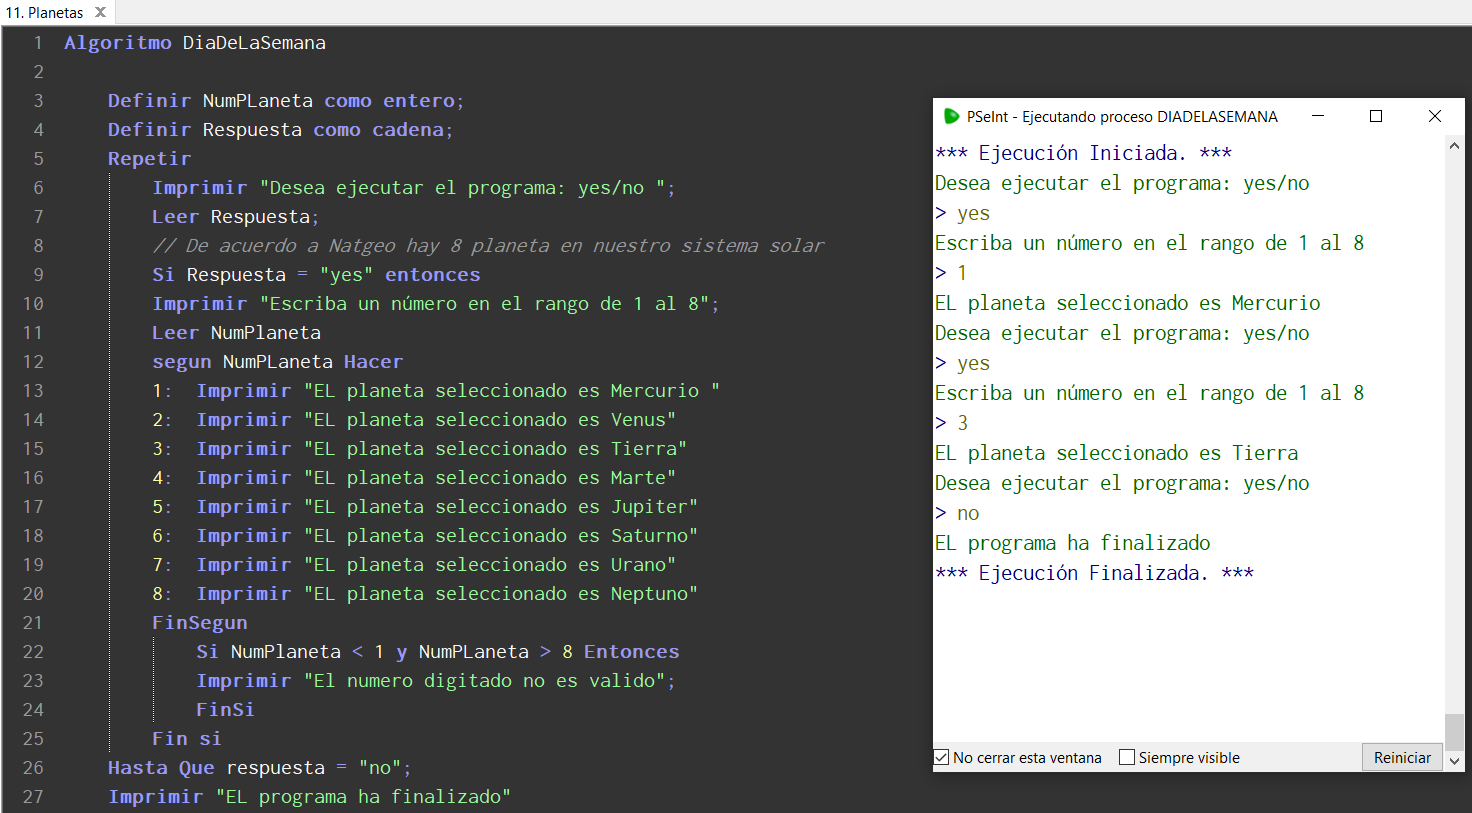 11. Planetas X
1 Algoritmo DiaDeLaSemana
2
3 Definir NumPLaneta como entero;
4 Definir Respuesta como cadena;
5 Repetir
6 Imprimir "Desea ejecutar el programa: yes/no ";
7 Leer Respuesta;
8 // De acuerdo a Natgeo hay 8 planeta en nuestro sistema solar
9 Si Respuesta = "yes" entonces
10 Imprimir "Escriba un número en el rango de 1 al 8";
11 Leer NumPlaneta
12 segun NumPLaneta Hacer
13 1: Imprimir "EL planeta seleccionado es Mercurio "
14 2: Imprimir "EL planeta seleccionado es Venus"
15 3: Imprimir "EL planeta seleccionado es Tierra"
16 4: Imprimir "EL planeta seleccionado es Marte"
17 5: Imprimir "EL planeta seleccionado es Jupiter"
18 6: Imprimir "EL planeta seleccionado es Saturno"
19 7: Imprimir "EL planeta seleccionado es Urano"
20 8: Imprimir "EL planeta seleccionado es Neptuno"
21 FinSegun
22 Si NumPlaneta < 1 y NumPLaneta > 8 Entonces
23 Imprimir "El numero digitado no es valido";
24 FinSi
25 Fin si
26 Hasta Que respuesta = "no";
27 Imprimir "EL programa ha finalizado"
PSeInt - Ejecutando proceso DIADELASEMANA
*** Ejecución Iniciada. ***
Desea ejecutar el programa: yes/no
> yes
Escriba un número en el rango de 1 al 8
> 1
EL planeta seleccionado es Mercurio
Desea ejecutar el programa: yes/no
> yes
Escriba un número en el rango de 1 al 8
> 3
EL planeta seleccionado es Tierra
Desea ejecutar el programa: yes/no
> no
EL programa ha finalizado
*** Ejecución Finalizada. ***
No cerrar esta ventana Siempre visible Reiniciar